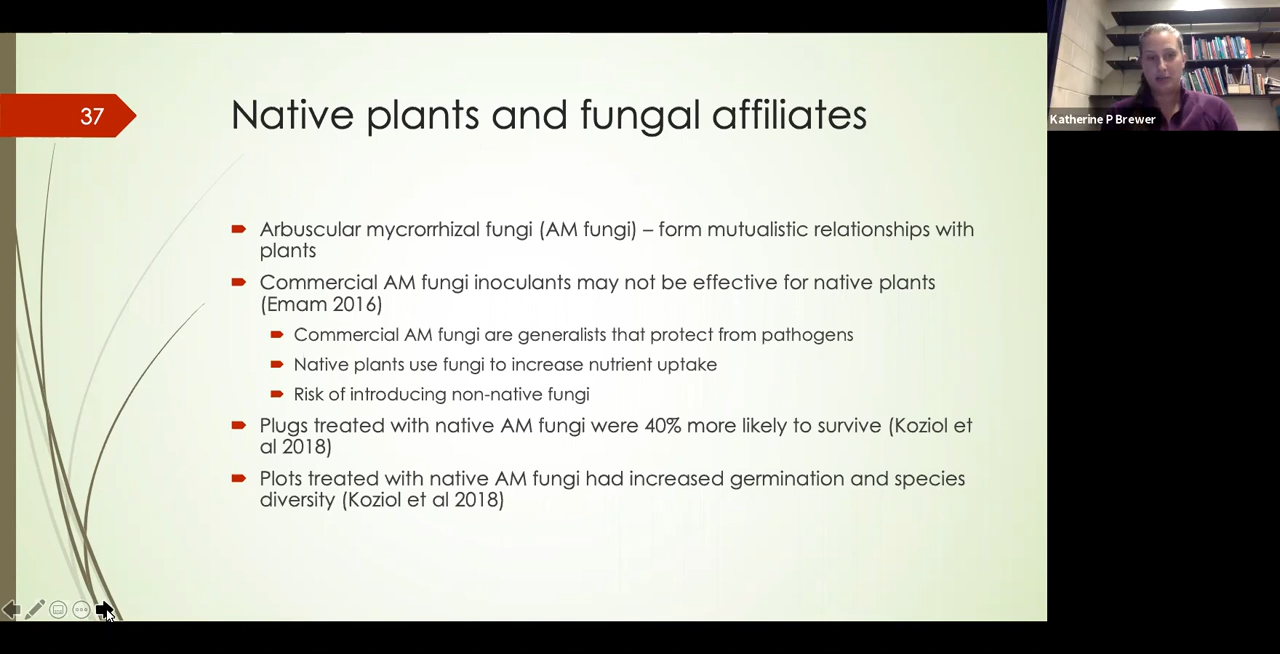 37
Native plants and fungal affiliates
Arbuscular mycrorrhizal fungi (AM fungi) – form mutualistic relationships with
plants
Commercial AM fungi inoculants may not be effective for native plants
(Emam 2016)
Commercial AM fungi are generalists that protect from pathogens
Native plants use fungi to increase nutrient uptake
Risk of introducing non-native fungi
Plugs treated with native AM fungi were 40% more likely to survive (Koziol et
al 2018)
Plots treated with native AM fungi had increased germination and species
diversity (Koziol et al 2018)
Katherine P Brewer